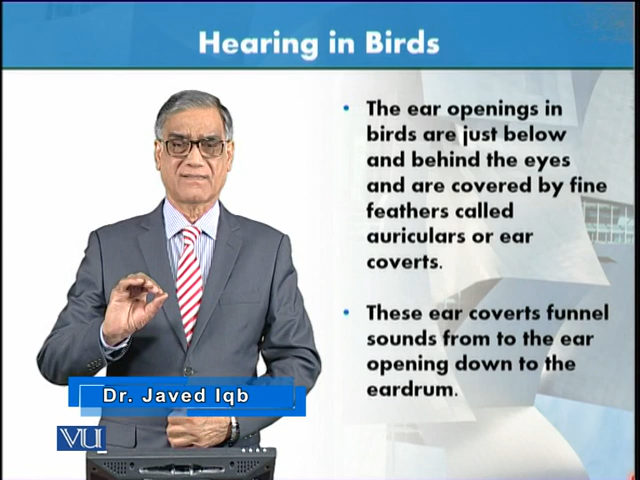 Hearing in Birds
• The ear openings in
birds are just below
and behind the eyes
and are covered by fine
feathers called
auriculars or ear
coverts.
• These ear coverts funnel
sounds from to the ear
opening down to the
eardrum.
Dr. Javed Iqb
VU